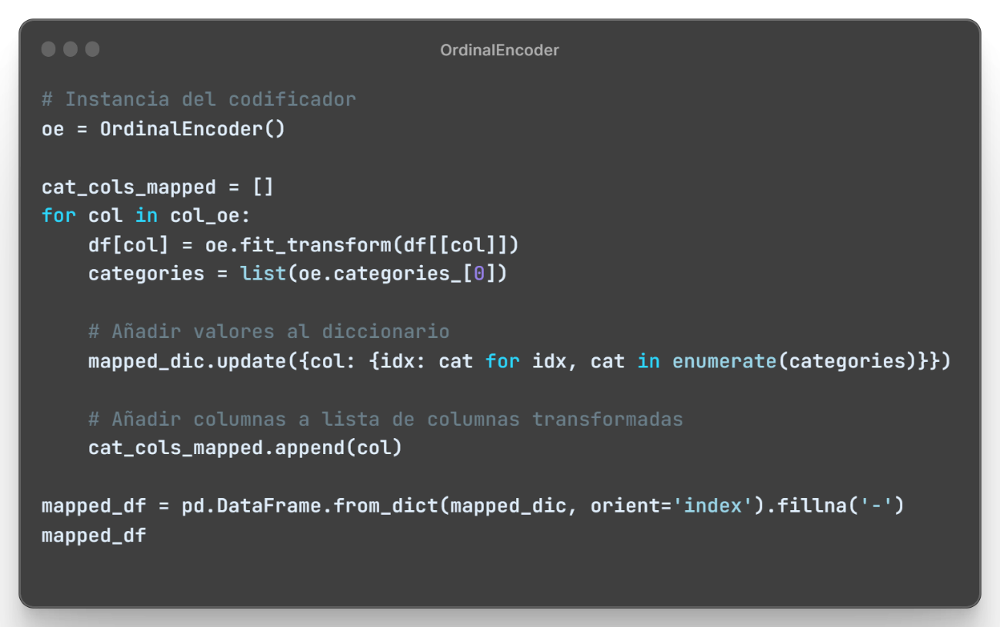 OrdinalEncoder
# Instancia del codificador
oe = OrdinalEncoder()
cat_cols_mapped = []
for col in col_oe:
    df[col] = oe.fit_transform(df[[col]])
    categories = list(oe.categories_[0])
    # Añadir valores al diccionario
    mapped_dic.update({col: {idx: cat for idx, cat in enumerate(categories)}})
    # Añadir columnas a lista de columnas transformadas
    cat_cols_mapped.append(col)
mapped_df = pd.DataFrame.from_dict(mapped_dic, orient='index').fillna('-')
mapped_df